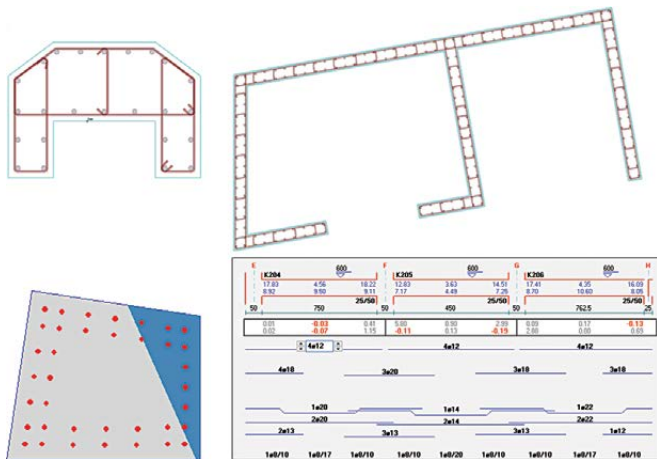 E F G H
K204 600 K205 600 K206 600
17.83 4.56 18.22 12.83 3.63 14.51 17.41 4.35 16.09
8.92 9.50 9.11 7.17 4.49 7.25 8.70 10.60 8.05
25/50 25/50 25/50
50 750 50 450 50 762.5 25
0.01 -0.03 0.41 5.80 0.90 2.99 0.09 0.17 -0.13
0.02 -0.07 1.15 -0.11 0.13 -0.19 2.88 0.00 0.69
4ø12 4ø12 4ø12
4ø18 3ø20 3ø18 3ø18
1ø20 1ø14 1ø22
2ø20 2ø14 2ø22
2ø13 3ø13 3ø13 1ø12
1ø0/10 1ø0/17 1ø0/10 1ø0/10 1ø0/20 1ø0/10 1ø0/10 1ø0/17 1ø0/10